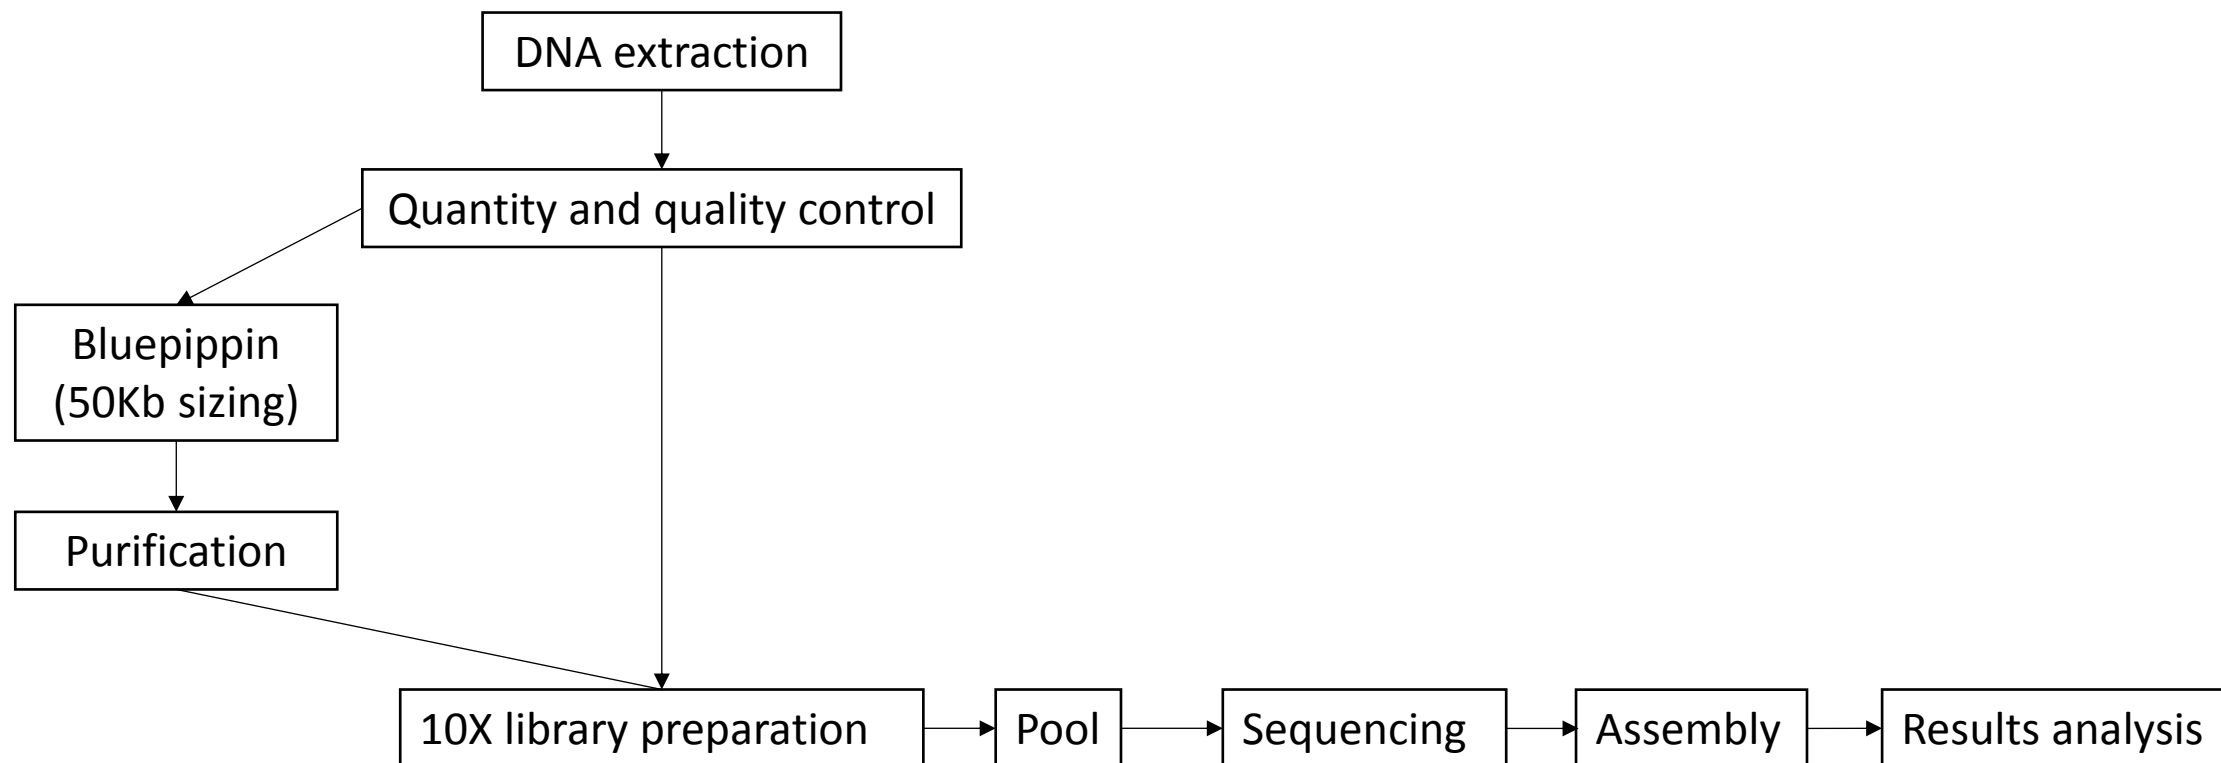 DNA extraction
Quantity and quality control
Bluepippin
(50Kb sizing)
Purification
10X library preparation
Pool
Sequencing
Assembly
Results analysis